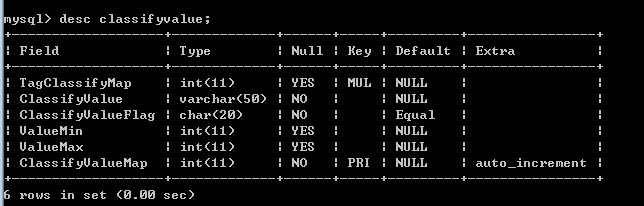 mysql> desc classifyvalue;
+-------------------+-------------+------+-----+---------+----------------+
| Field             | Type        | Null | Key | Default | Extra          |
+-------------------+-------------+------+-----+---------+----------------+
| TagClassifyMap    | int(11)     | YES  | MUL | NULL    |                |
| ClassifyValue     | varchar(50) | NO   |     | NULL    |                |
| ClassifyValueFlag | char(20)    | NO   |     | Equal   |                |
| ValueMin          | int(11)     | YES  |     | NULL    |                |
| ValueMax          | int(11)     | YES  |     | NULL    |                |
| ClassifyValueMap  | int(11)     | NO   | PRI | NULL    | auto_increment |
+-------------------+-------------+------+-----+---------+----------------+
6 rows in set (0.00 sec)